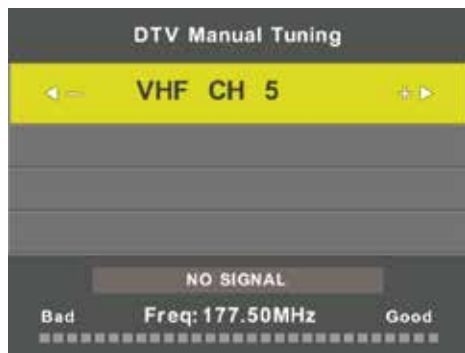 DTV Manual Tuning
VHF CH 5
NO SIGNAL
Bad Freq: 177.50MHz Good